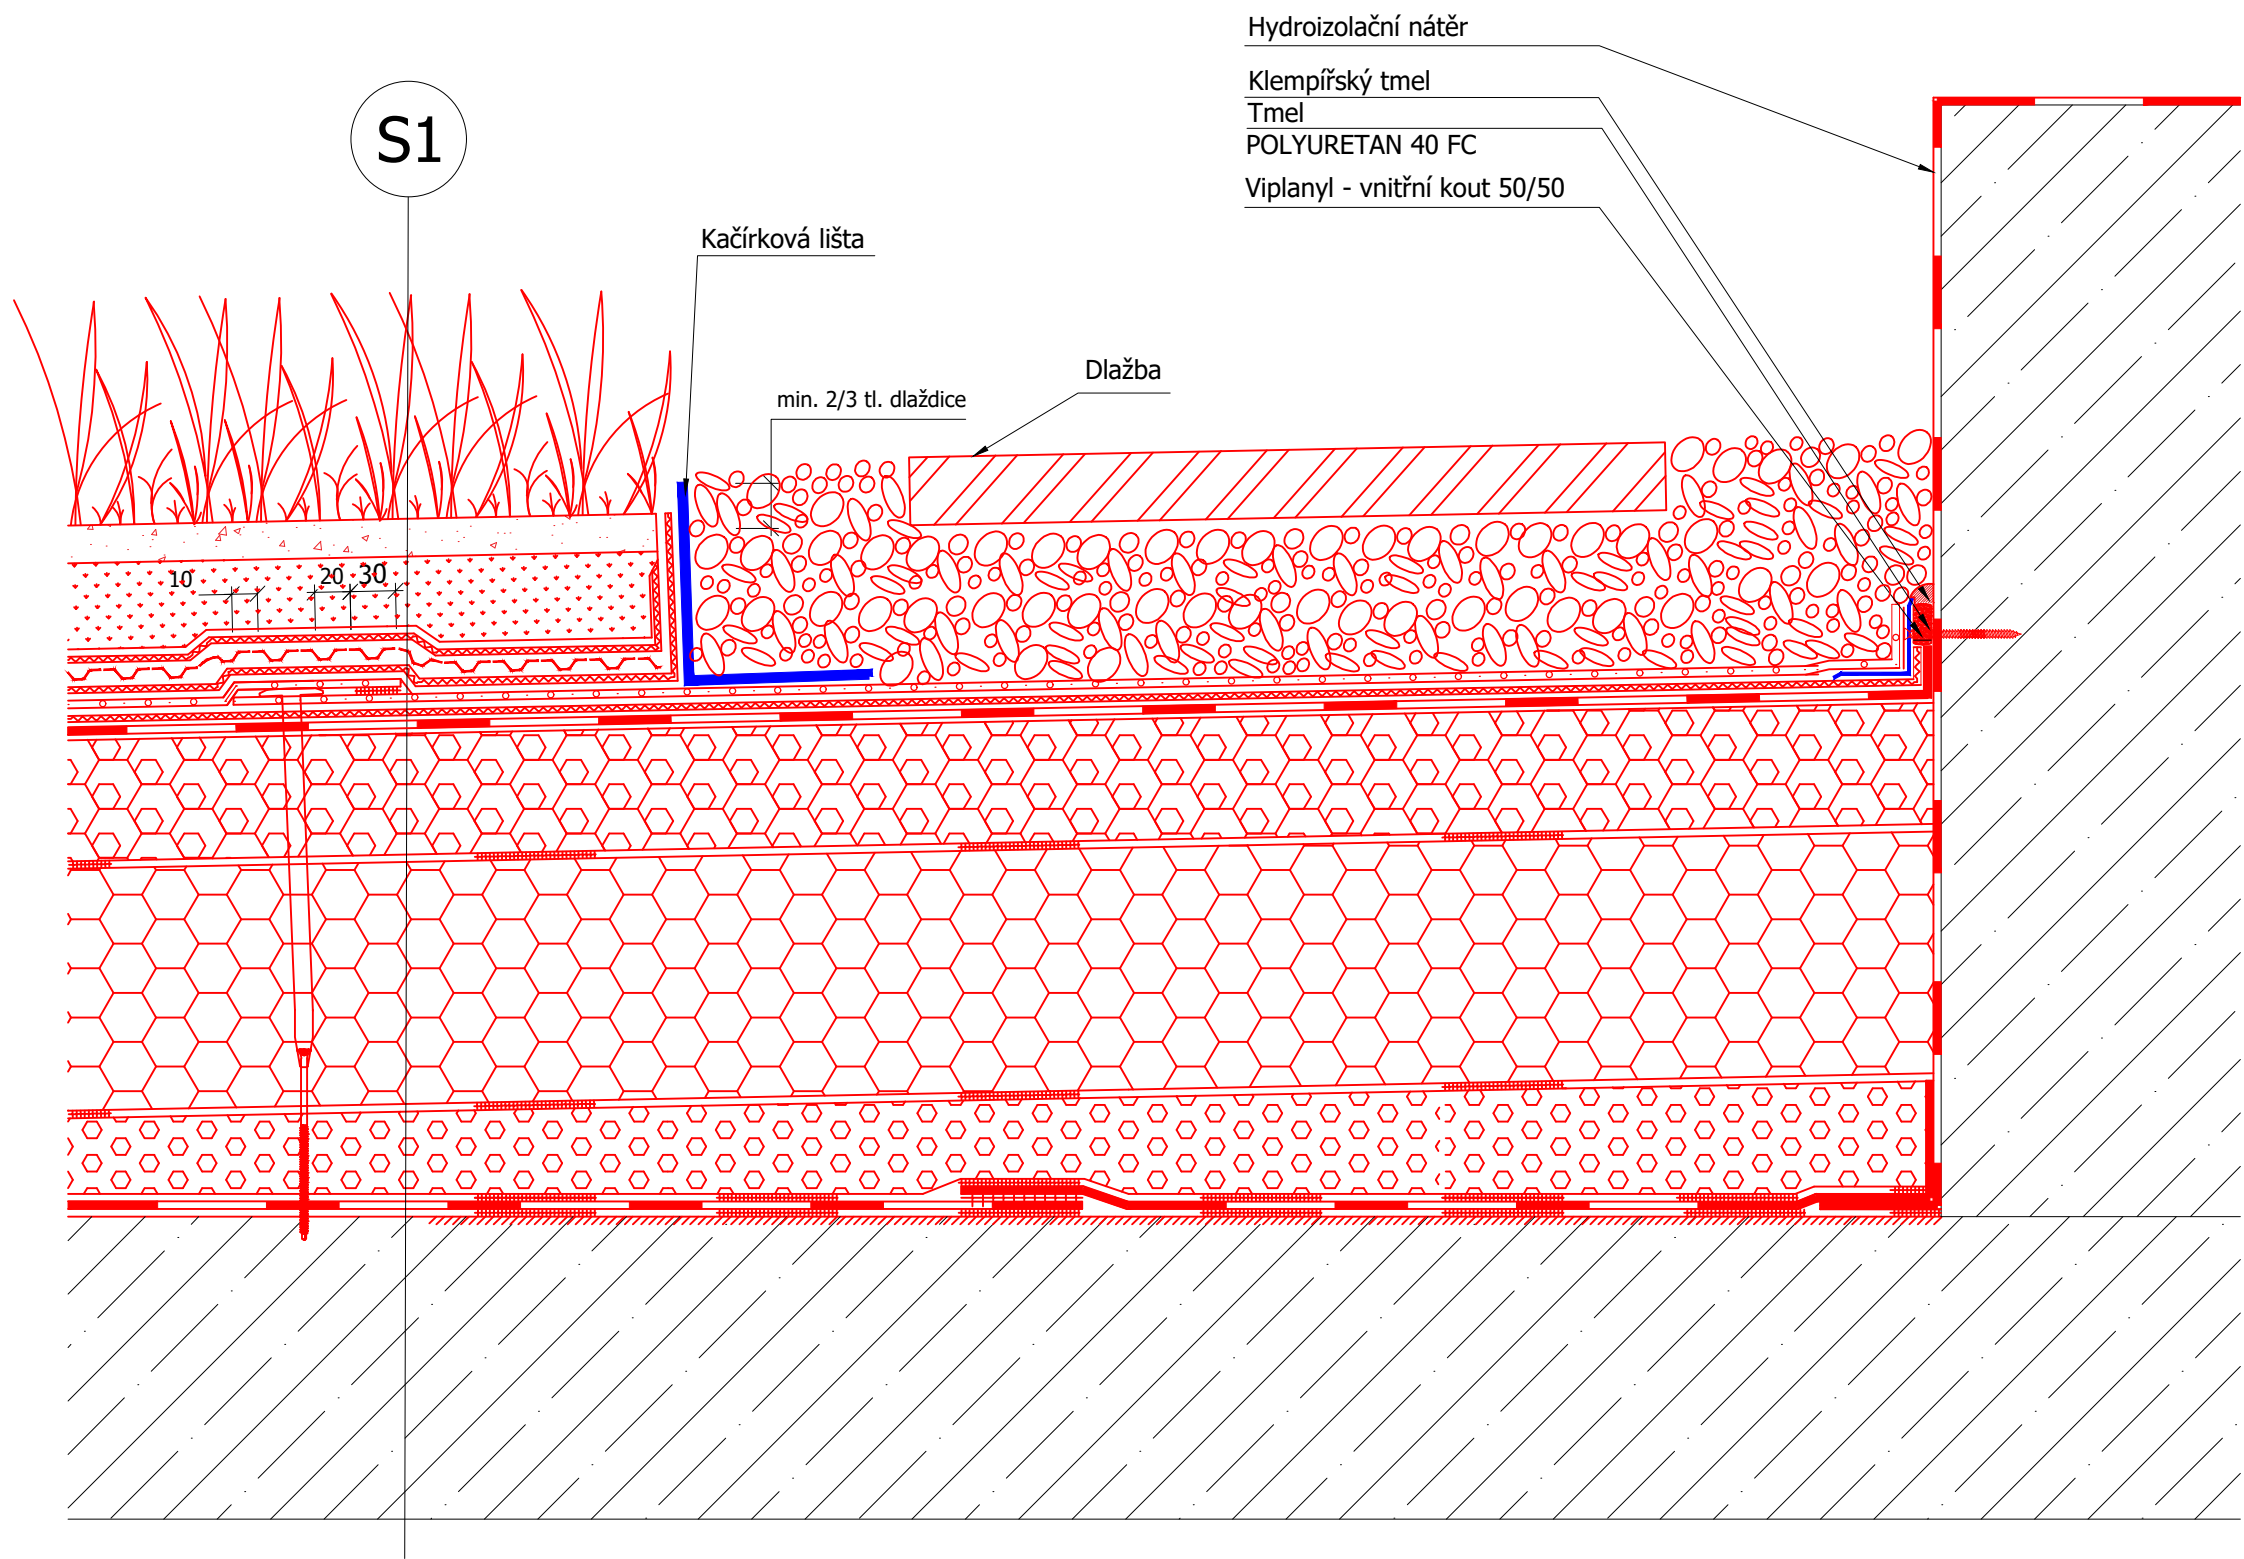 Hydroizolační nátěr
Klempířský tmel
Tmel
POLYURETAN 40 FC
Viplanyl - vnitřní kout 50/50
S1
Kačírková lišta
Dlažba
min. 2/3 tl. dlaždice
10
20 30